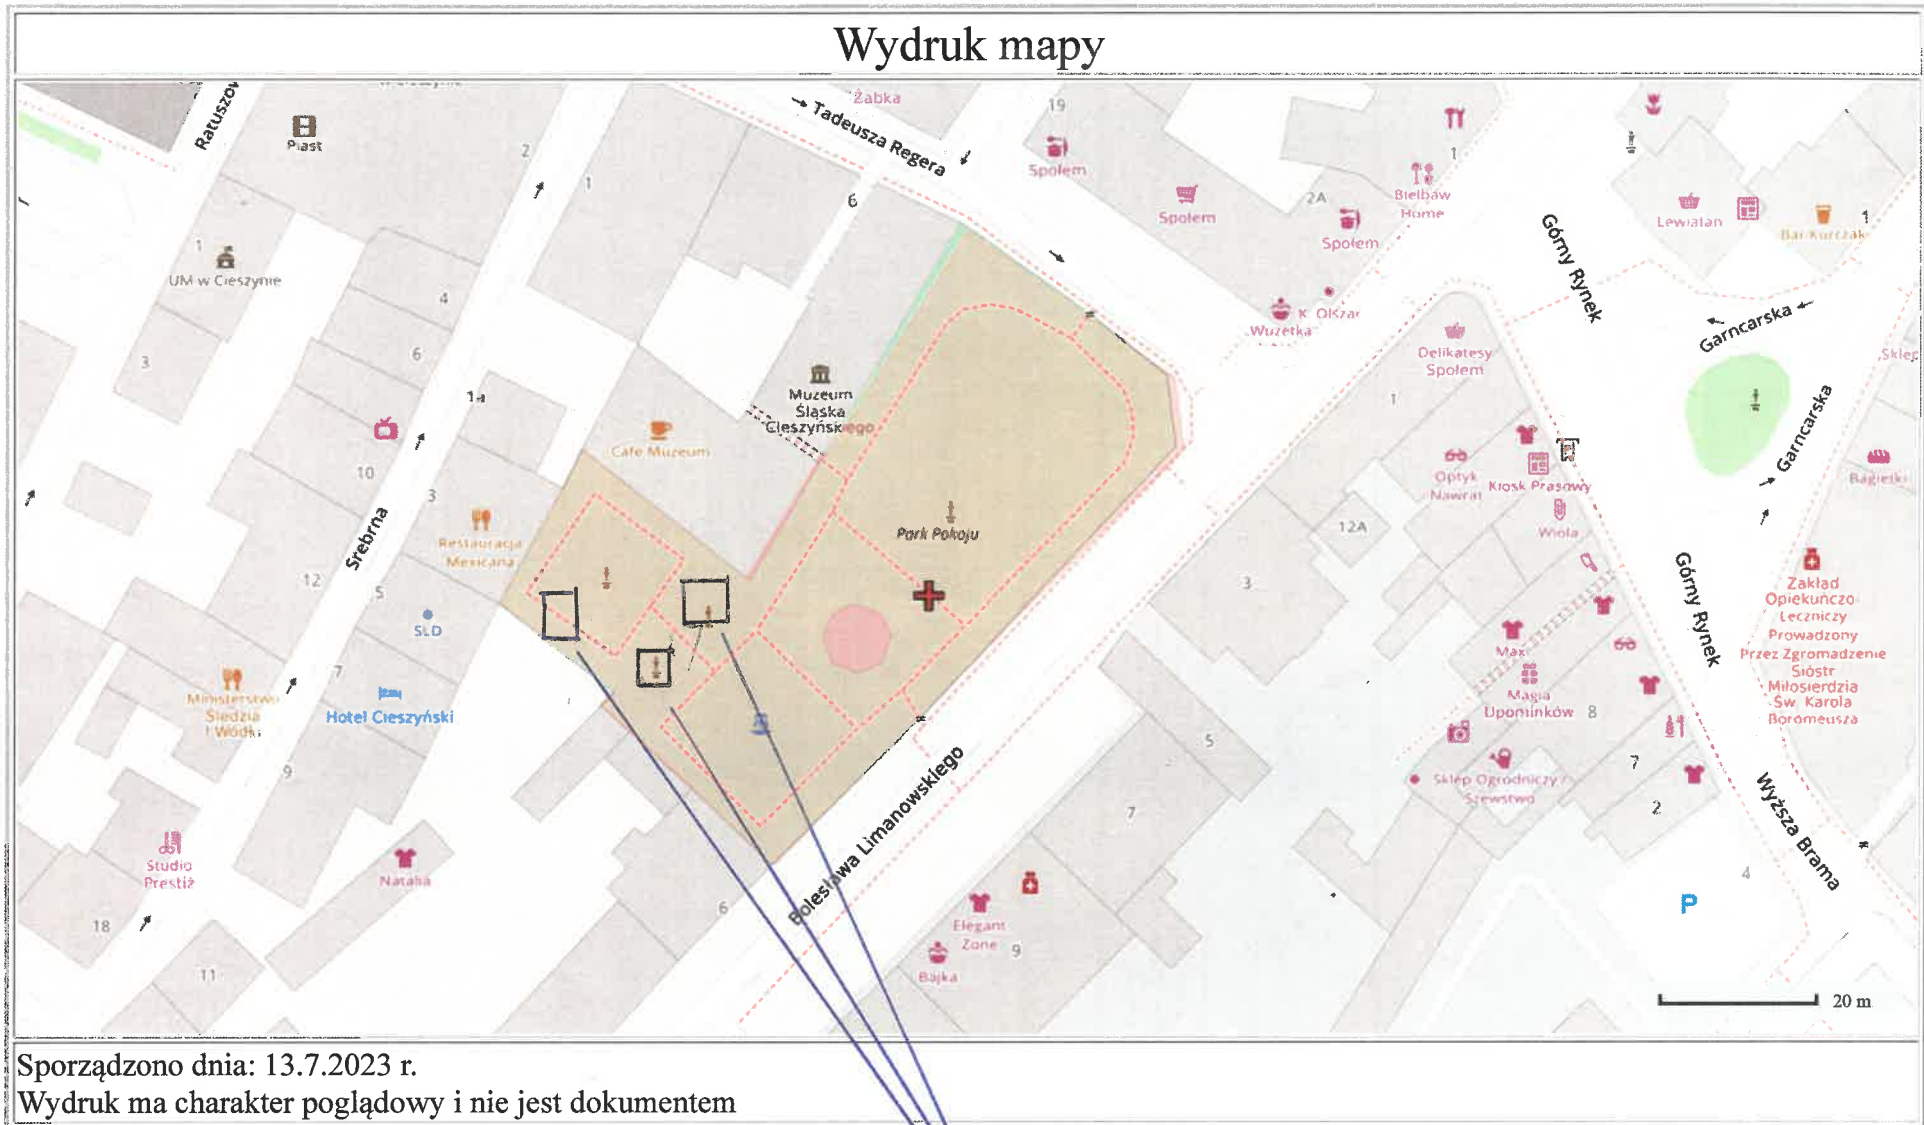 Wydruk mapy
Ratuszow
Piast
2
1
Żabka
Tadeusza Regera
6
19
Społem
Społem
2A
Społem
1
Bielbaw
Home
Lewiatan
Bar Kurczak
1
Górny Rynek
Garncarska
1
UM w Cieszynie
3
4
6
1a
10
3
Srebrna
12
5
Restauracja
Mexicana
SLD
7
Hotel Cieszyński
Ministerstwo
Śledzia
i Wódki
9
Studio
Prestiż
18
11
Natalia
Cafe Muzeum
Muzeum
Śląska
Cieszyńskiego
Park Pokoju
Wuzetka
K. Olszar
Delikatesy
Społem
1
Optyk
Nawrat
Kiosk Prasowy
Wiola
12A
3
Garncarska
Sklep
Bagietki
Górny Rynek
Zakład
Opiekuńczo
Leczniczy
Prowadzony
Przez Zgromadzenie
Sióstr
Miłosierdzia
Św. Karola
Boromeusza
Maxi
Magia
Upominków
8
7
2
Sklep Ogrodniczy /
Szewstwo
Wyższa Brama
4
P
5
7
Bolesława Limanowskiego
6
Elegant
Zone
9
Bajka
20 m
Sporządzono dnia: 13.7.2023 r.
Wydruk ma charakter poglądowy i nie jest dokumentem